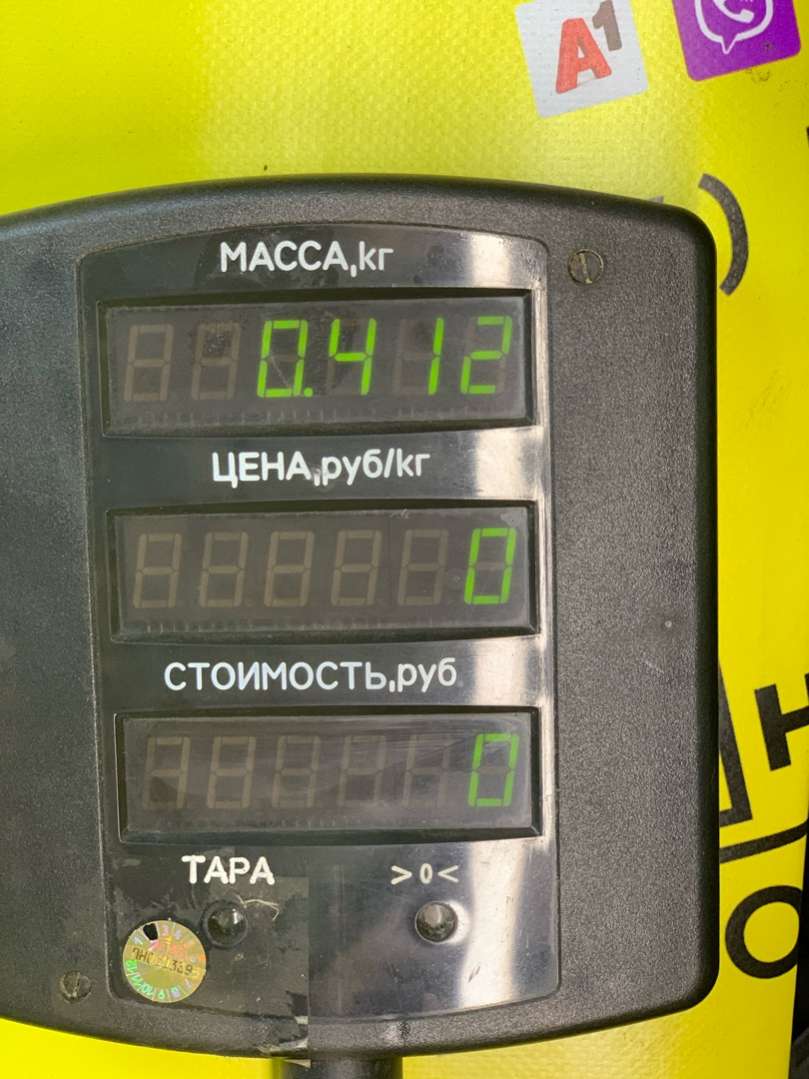 A1
МАССА,кг
0.412
ЦЕНА,руб/кг
0
СТОИМОСТЬ,руб
0
ТАРА >0<